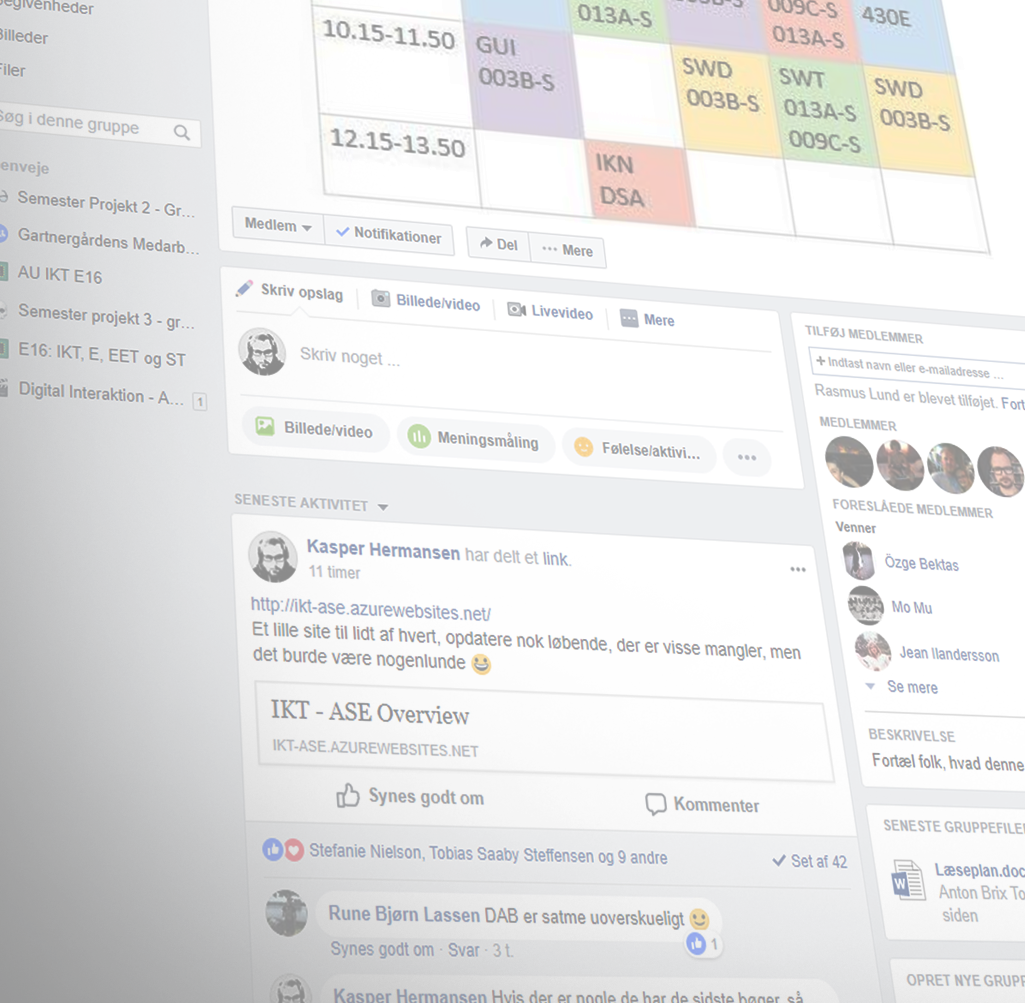 Begivenheder
Billeder
Filer
Søg i denne gruppe
Genveje
Semester Projekt 2 - Gr...
Gartnergårdens Medarb...
AU IKT E16
Semester projekt 3 - gr...
E16: IKT, E, EET og ST
Digital Interaktion - A...
1
013A-S
009C-S
013A-S
430E
10.15-11.50
GUI
003B-S
SWD
003B-S
SWT
013A-S
009C-S
SWD
003B-S
12.15-13.50
IKN
DSA
Medlem
Notifikationer
Del
Mere
Skriv opslag
Billede/video
Livevideo
Mere
Skriv noget ...
Billede/video
Meningsmåling
Følelse/aktivi...
SENESTE AKTIVITET
Kasper Hermansen har delt et link.
11 timer
http://ikt-ase.azurewebsites.net/
Et lille site til lidt af hvert, opdatere nok løbende, der er visse mangler, men
det burde være nogenlunde
IKT - ASE Overview
IKT-ASE.AZUREWEBSITES.NET
Synes godt om
Kommenter
Stefanie Nielson, Tobias Saaby Steffensen og 9 andre
Set af 42
Rune Bjørn Lassen DAB er satme uoverskueligt
1
Synes godt om · Svar · 3 t.
Kasper Hermansen Hvis der er nogle de har de sidste bøger, så
TILFØJ MEDLEMMER
+ Indtast navn eller e-mailadresse ...
Rasmus Lund er blevet tilføjet. Fort
MEDLEMMER
FORESLÅEDE MEDLEMMER
Venner
Özge Bektas
Mo Mu
Jean Ilandersson
Se mere
BESKRIVELSE
Fortæl folk, hvad denne
SENESTE GRUPPEFILER
W
Læseplan.doc
Anton Brix To
siden
OPRET NYE GRUPP